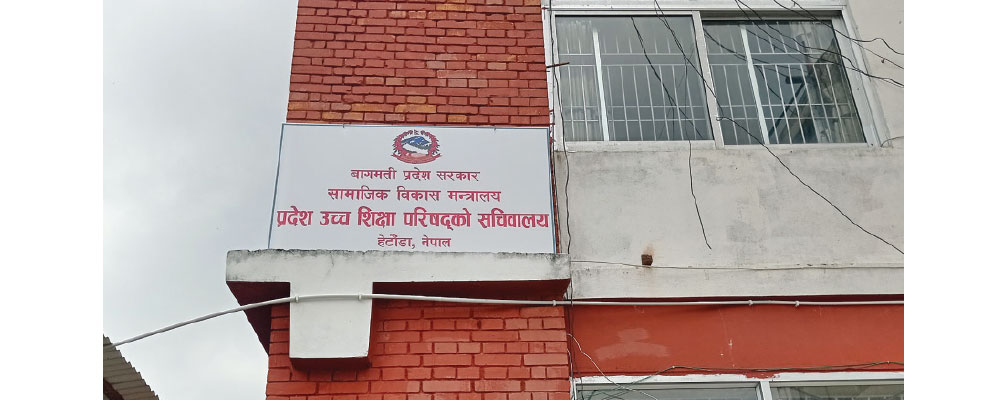 बागमती प्रदेश सरकार
सामाजिक विकास मन्त्रालय
प्रदेश उच्च शिक्षा परिषद्को सचिवालय
हेटौंडा, नेपाल